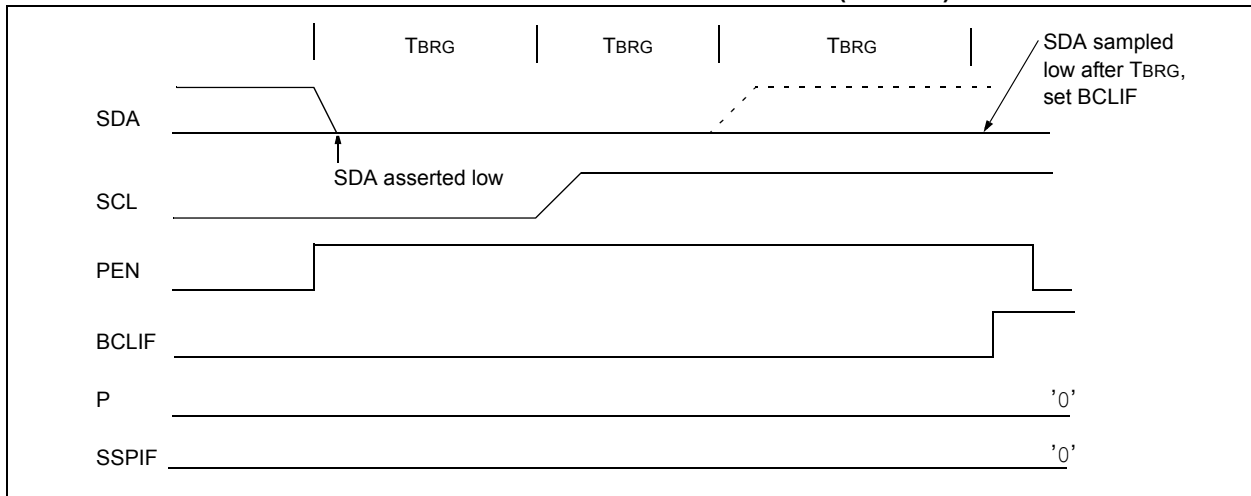 TBRG TBRG TBRG
SDA sampled
low after TBRG,
set BCLIF
SDA
SDA asserted low
SCL
PEN
BCLIF
P '0'
SSPIF '0'